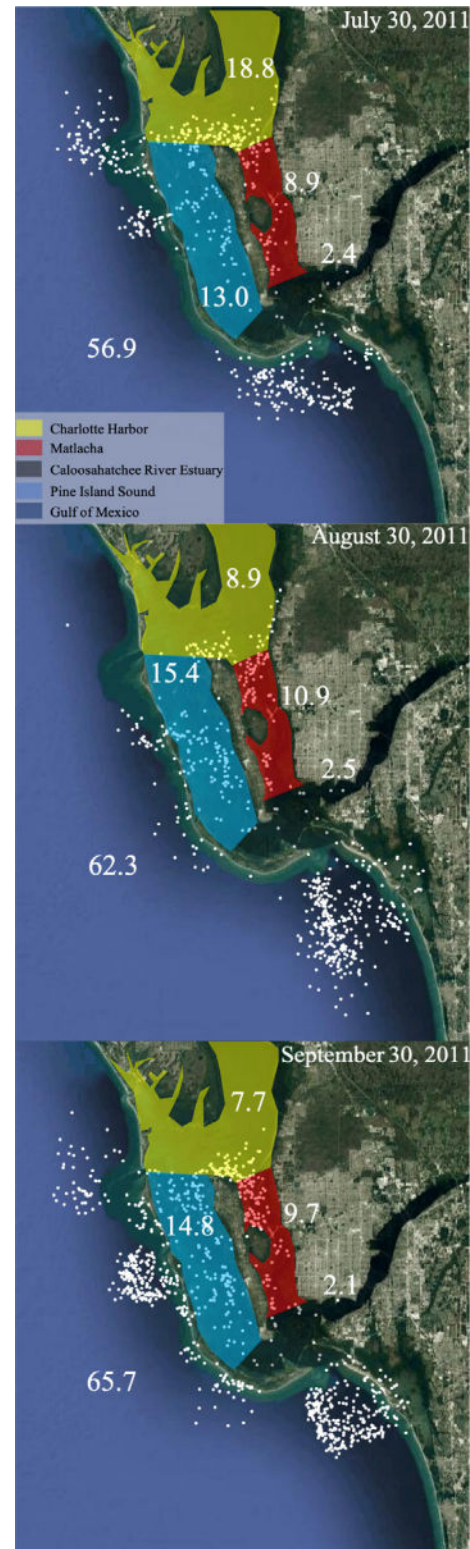 July 30, 2011
18.8
8.9
2.4
13.0
56.9
Charlotte Harbor
Matlacha
Caloosahatchee River Estuary
Pine Island Sound
Gulf of Mexico
August 30, 2011
8.9
15.4
10.9
2.5
62.3
September 30, 2011
7.7
14.8
9.7
2.1
65.7